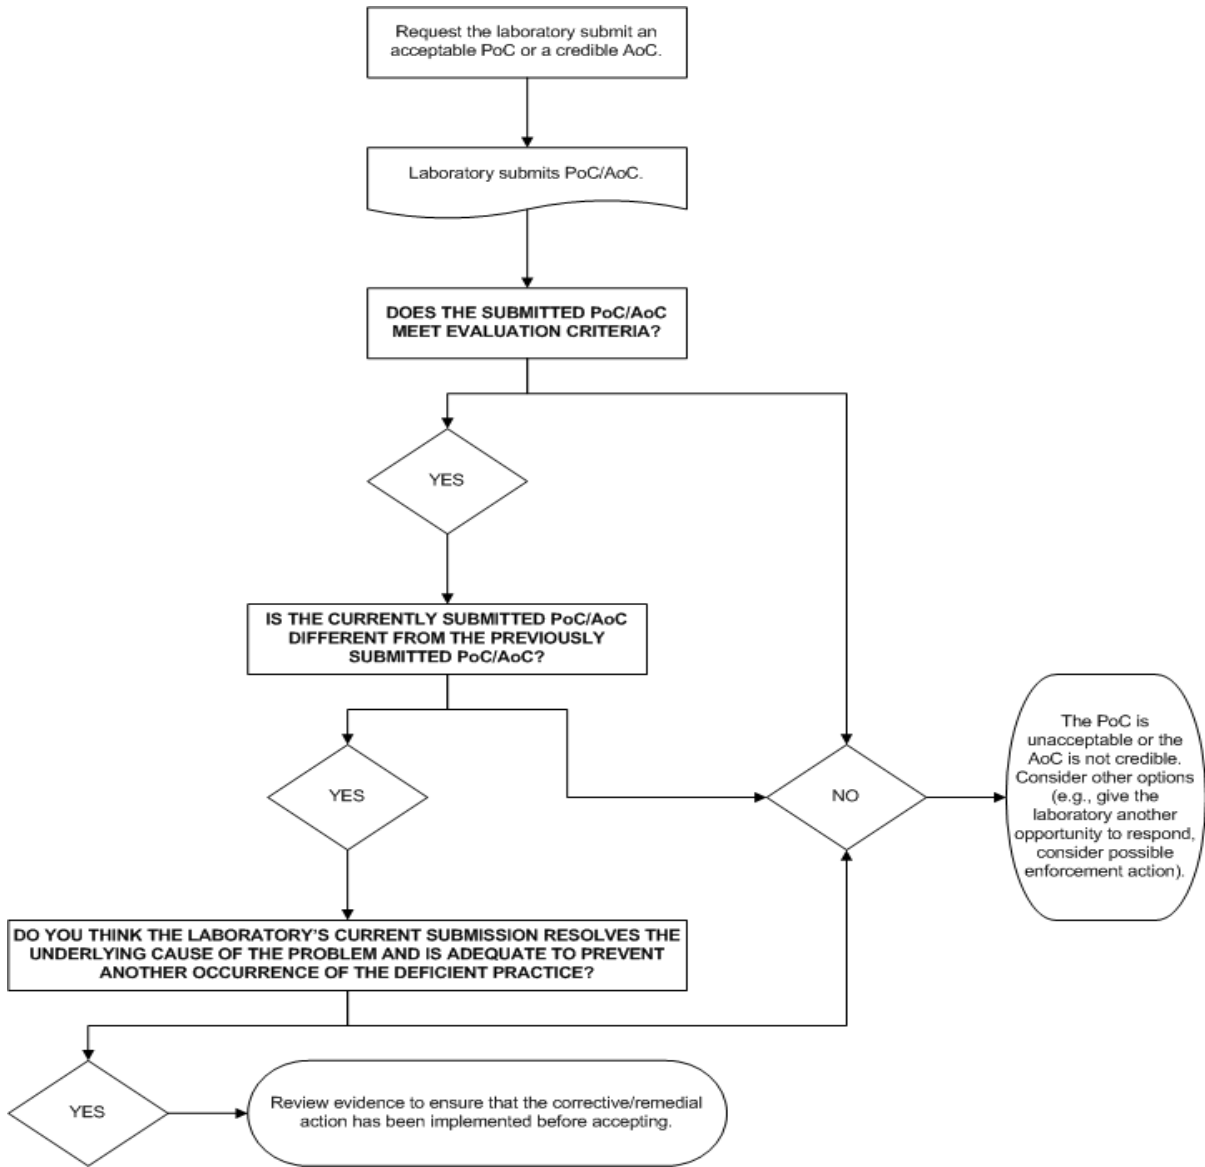 Request the laboratory submit an
acceptable PoC or a credible AoC.
Laboratory submits PoC/AoC.
DOES THE SUBMITTED PoC/AoC
MEET EVALUATION CRITERIA?
YES
IS THE CURRENTLY SUBMITTED PoC/AoC
DIFFERENT FROM THE PREVIOUSLY
SUBMITTED PoC/AoC?
YES
NO
The PoC is
unacceptable or the
AoC is not credible.
Consider other options
(e.g., give the
laboratory another
opportunity to respond,
consider possible
enforcement action).
DO YOU THINK THE LABORATORY'S CURRENT SUBMISSION RESOLVES THE
UNDERLYING CAUSE OF THE PROBLEM AND IS ADEQUATE TO PREVENT
ANOTHER OCCURRENCE OF THE DEFICIENT PRACTICE?
YES
Review evidence to ensure that the corrective/remedial
action has been implemented before accepting.